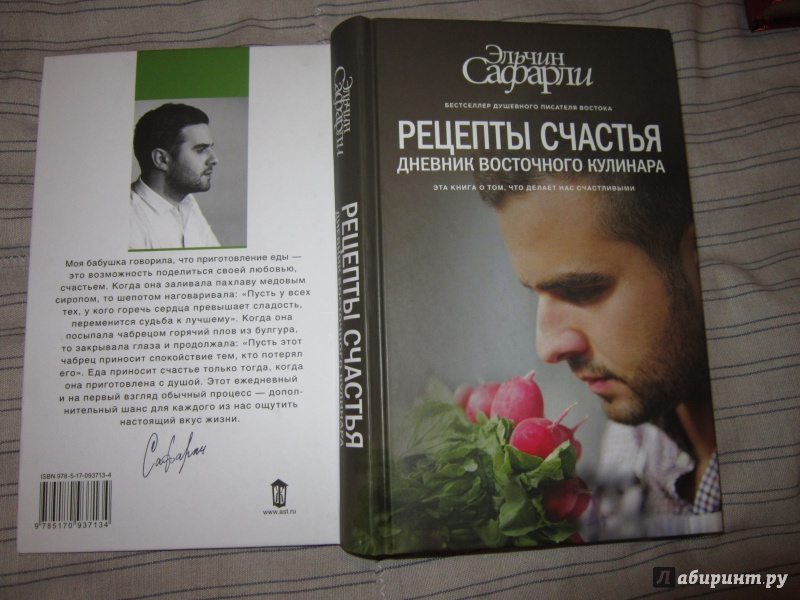 Моя бабушка говорила, что приготовление еды —
это возможность поделиться своей любовью,
счастьем. Когда она заливала пахлаву медовым
сиропом, то шепотом наговаривала: «Пусть у всех
тех, у кого горечь сердца превышает сладость,
переменится судьба к лучшему». Когда она
посыпала чабрецом горячий плов из булгура,
то закрывала глаза и продолжала: «Пусть этот
чабрец приносит спокойствие тем, кто потерял
его». Еда приносит счастье только тогда, когда
она приготовлена с душой. Этот ежедневный
и на первый взгляд обычный процесс — допол-
нительный шанс для каждого из нас ощутить
настоящий вкус жизни.
Сафарли
ISBN 978-5-17-093713-4
9 785170 937134
www.ast.ru
Эльчин
Сафарли
РЕЦЕПТЫ СЧАСТЬЯ
Эльчин
Сафарли
БЕСТСЕЛЛЕР ДУШЕВНОГО ПИСАТЕЛЯ ВОСТОКА
РЕЦЕПТЫ СЧАСТЬЯ
ДНЕВНИК ВОСТОЧНОГО КУЛИНАРА
ЭТА КНИГА О ТОМ, ЧТО ДЕЛАЕТ НАС СЧАСТЛИВЫМИ
Лабиринт.ру